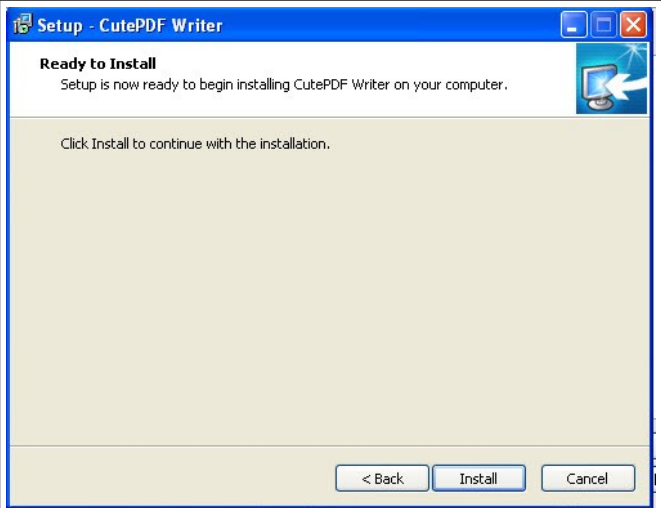 Setup - CutePDF Writer
Ready to Install
Setup is now ready to begin installing CutePDF Writer on your computer.
Click Install to continue with the installation.
< Back
Install
Cancel